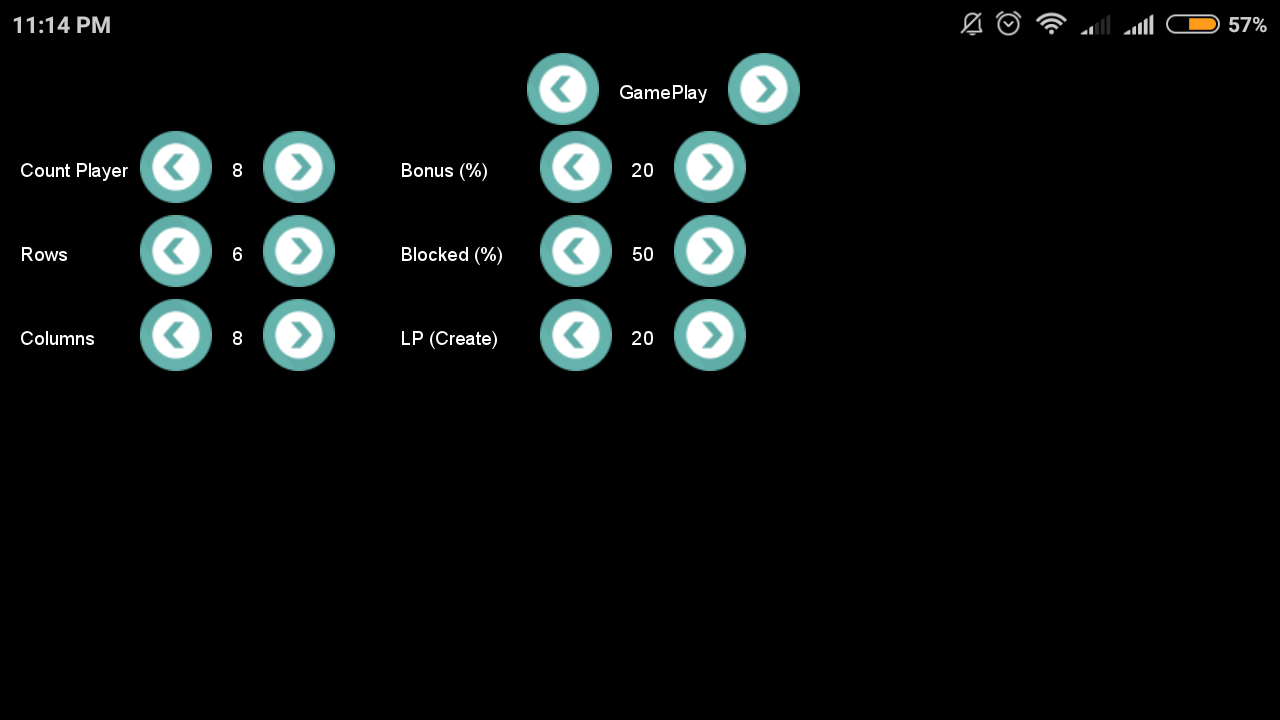 11:14 PM 57%
GamePlay
Count Player 8 Bonus (%) 20
Rows 6 Blocked (%) 50
Columns 8 LP (Create) 20